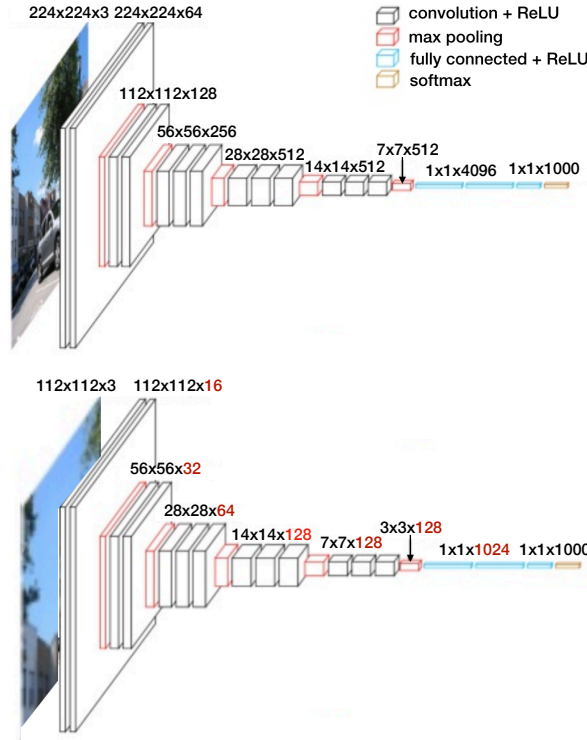 224x224x3 224x224x64
convolution + ReLU
max pooling
fully connected + ReLU
softmax
112x112x128
56x56x256
28x28x512
14x14x512
7x7x512
1x1x4096
1x1x1000
112x112x3
112x112x16
56x56x32
28x28x64
14x14x128
7x7x128
3x3x128
1x1x1024
1x1x1000